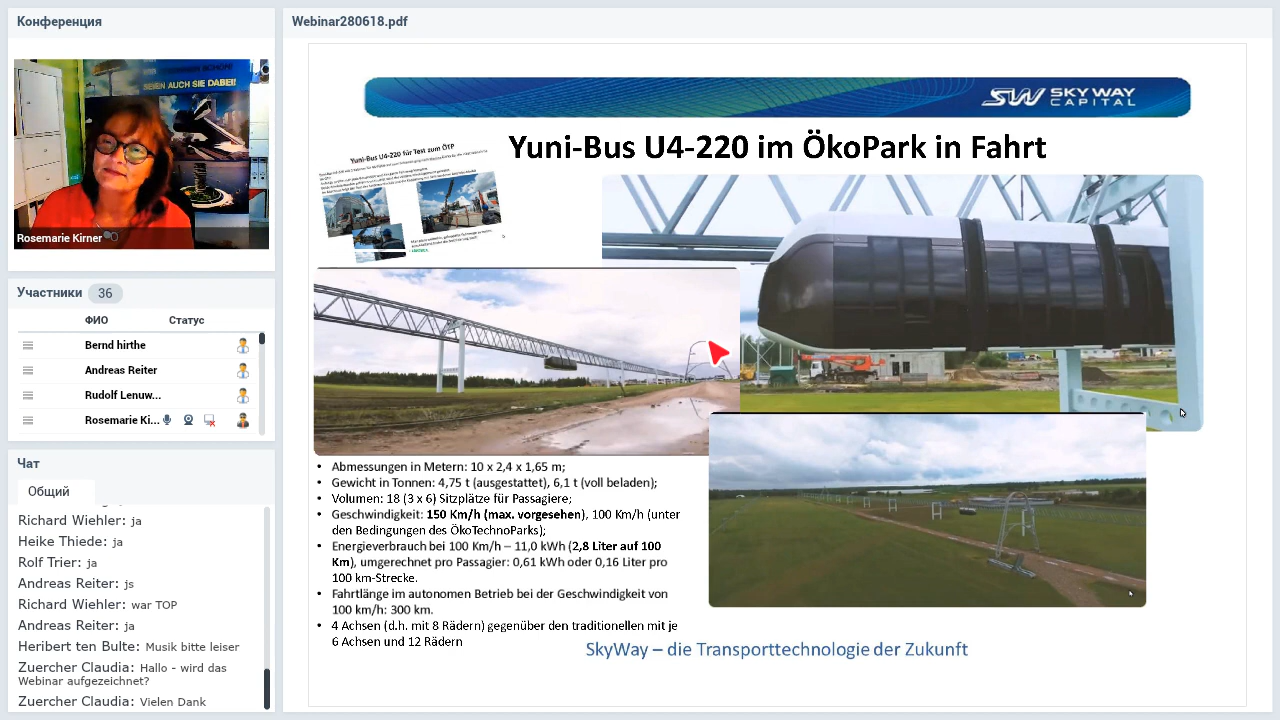 Конференция
SEYEN AUCH SIE DABEI!
Rosemarie Kirner
Участники 36
ФИО Статус
Bernd hirthe
Andreas Reiter
Rudolf Lenuw...
Rosemarie Ki...
Чат
Общий
Richard Wiehler: ja
Heike Thiede: ja
Rolf Trier: ja
Andreas Reiter: js
Richard Wiehler: war TOP
Andreas Reiter: ja
Heribert ten Bulte: Musik bitte leiser
Zuercher Claudia: Hallo - wird das
Webinar aufgezeichnet?
Zuercher Claudia: Vielen Dank
Webinar280618.pdf
SW SKY WAY
CAPITAL
Yuni-Bus U4-220 im ÖkoPark in Fahrt
Yuni-Bus U4-220 für Test zum ÖTP
• Abmessungen in Metern: 10 x 2,4 x 1,65 m;
• Gewicht in Tonnen: 4,75 t (ausgestattet), 6,1 t (voll beladen);
• Volumen: 18 (3 x 6) Sitzplätze für Passagiere;
• Geschwindigkeit: 150 Km/h (max. vorgesehen), 100 Km/h (unter
den Bedingungen des ÖkoTechnoParks);
• Energieverbrauch bei 100 Km/h – 11,0 kWh (2,8 Liter auf 100
Km), umgerechnet pro Passagier: 0,61 kWh oder 0,16 Liter pro
100 km-Strecke.
• Fahrtlänge im autonomen Betrieb bei der Geschwindigkeit von
100 km/h: 300 km.
• 4 Achsen (d.h. mit 8 Rädern) gegenüber den traditionellen mit je
6 Achsen und 12 Rädern
SkyWay – die Transporttechnologie der Zukunft